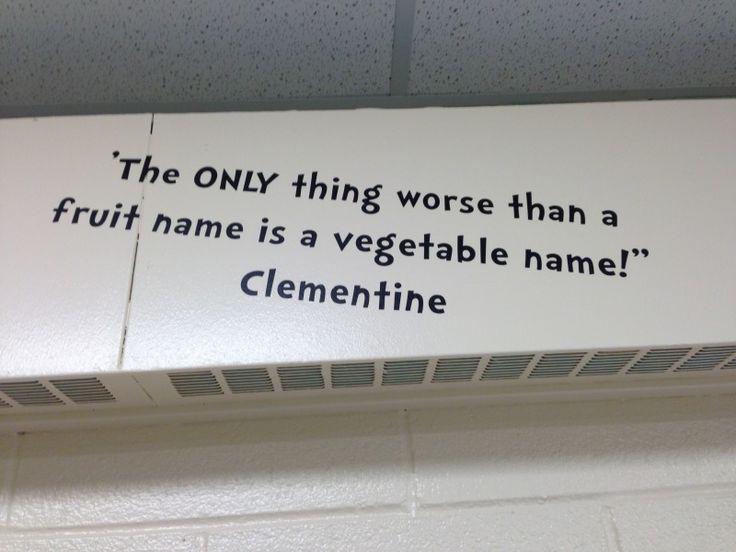 'The ONLY thing worse than a
fruit name is a vegetable name!”
Clementine